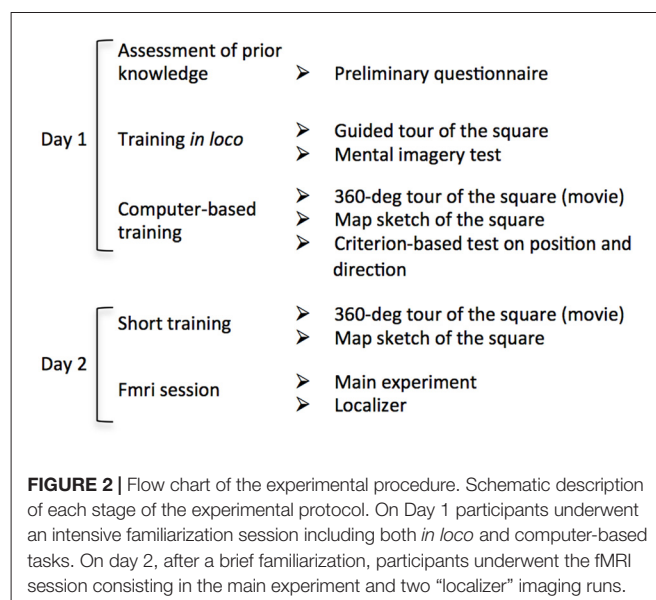 Assessment of prior
knowledge
➤ Preliminary questionnaire
Day 1
Training in loco
➤ Guided tour of the square
➤ Mental imagery test
Computer-based
training
➤ 360-deg tour of the square (movie)
➤ Map sketch of the square
➤ Criterion-based test on position and
direction
Day 2
Short training
➤ 360-deg tour of the square (movie)
➤ Map sketch of the square
Fmri session
➤ Main experiment
➤ Localizer
FIGURE 2 | Flow chart of the experimental procedure. Schematic description
of each stage of the experimental protocol. On Day 1 participants underwent
an intensive familiarization session including both in loco and computer-based
tasks. On day 2, after a brief familiarization, participants underwent the fMRI
session consisting in the main experiment and two “localizer” imaging runs.